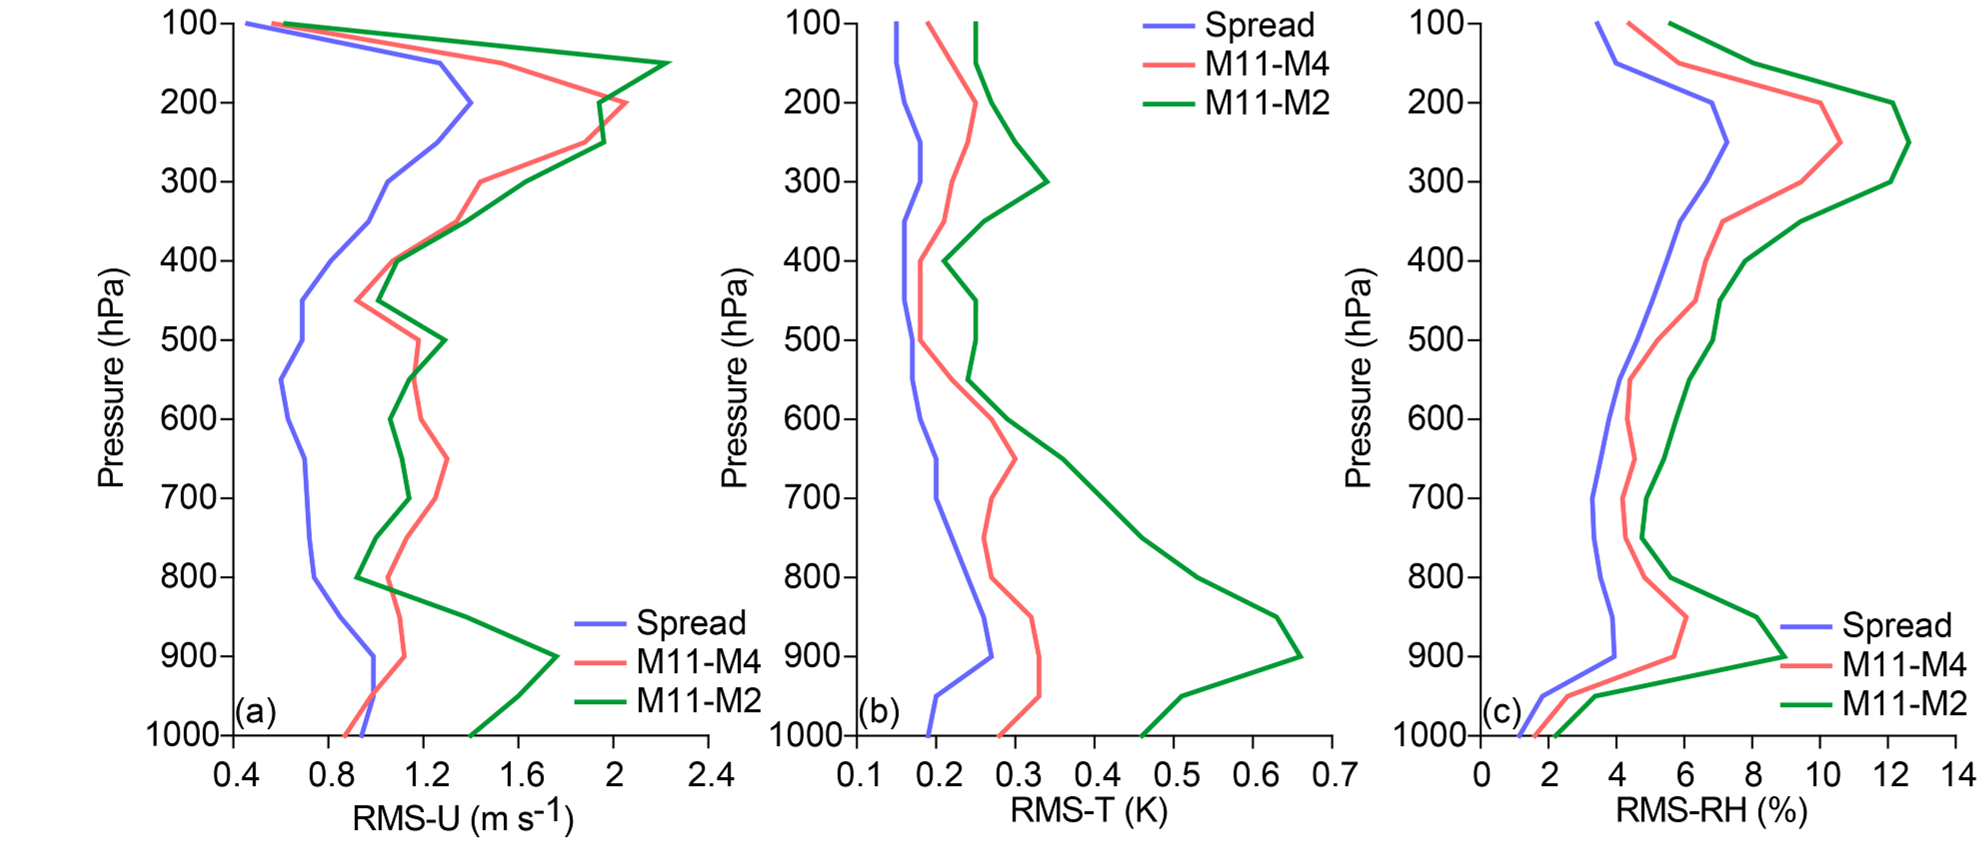 100
200
300
400
500
600
700
800
900
1000
Pressure (hPa)
0.4 0.8 1.2 1.6 2 2.4
RMS-U (m s-1)
(a)
Spread
M11-M4
M11-M2
100
200
300
400
500
600
700
800
900
1000
Pressure (hPa)
0.1 0.2 0.3 0.4 0.5 0.6 0.7
RMS-T (K)
(b)
Spread
M11-M4
M11-M2
100
200
300
400
500
600
700
800
900
1000
Pressure (hPa)
0 2 4 6 8 10 12 14
RMS-RH (%)
(c)
Spread
M11-M4
M11-M2